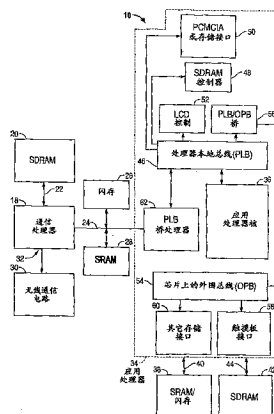 10
PCMCIA
或存储接口
50
SDRAM
控制器
48
52
LCD
控制
PLB/OPB
桥
56
处理器本地总线(PLB)
46
20
SDRAM
22
18
通信
处理器
24
26
闪存
SRAM
28
32
30
无线通信
电路
62
PLB
桥处理器
应用
处理器核
36
54
芯片上的外围总线(OPB)
60
其它存储
接口
触摸板
接口
58
34
应用
处理器
40
44
38
SRAM/
闪存
SDRAM
42